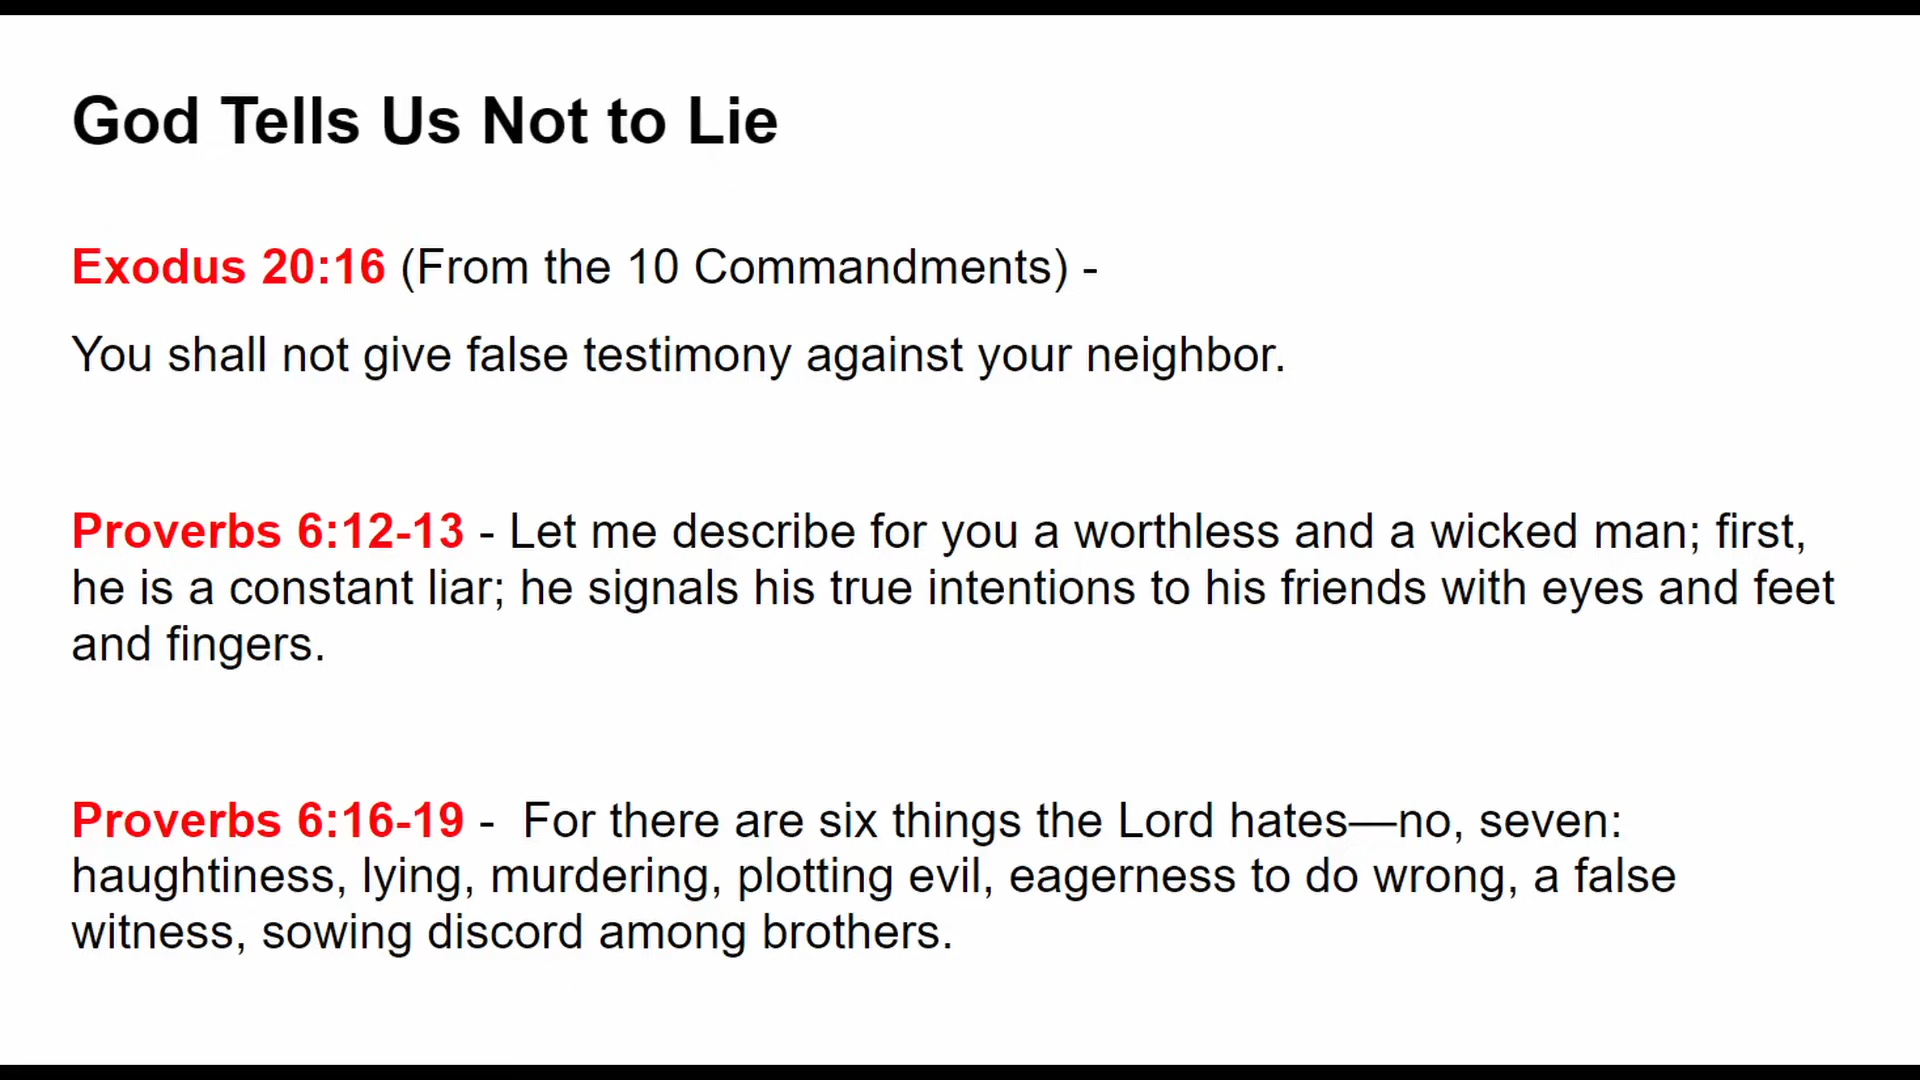 God Tells Us Not to Lie
Exodus 20:16 (From the 10 Commandments) -
You shall not give false testimony against your neighbor.
Proverbs 6:12-13 - Let me describe for you a worthless and a wicked man; first,
he is a constant liar; he signals his true intentions to his friends with eyes and feet
and fingers.
Proverbs 6:16-19 -  For there are six things the Lord hates—no, seven:
haughtiness, lying, murdering, plotting evil, eagerness to do wrong, a false
witness, sowing discord among brothers.